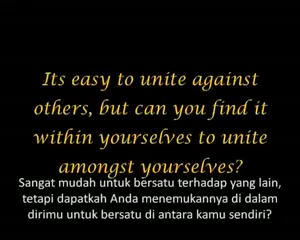 Its easy to unite against
others, but can you find it
within yourselves to unite
amongst yourselves?
Sangat mudah untuk bersatu terhadap yang lain,
tetapi dapatkah Anda menemukannya di dalam
dirimu untuk bersatu di antara kamu sendiri?